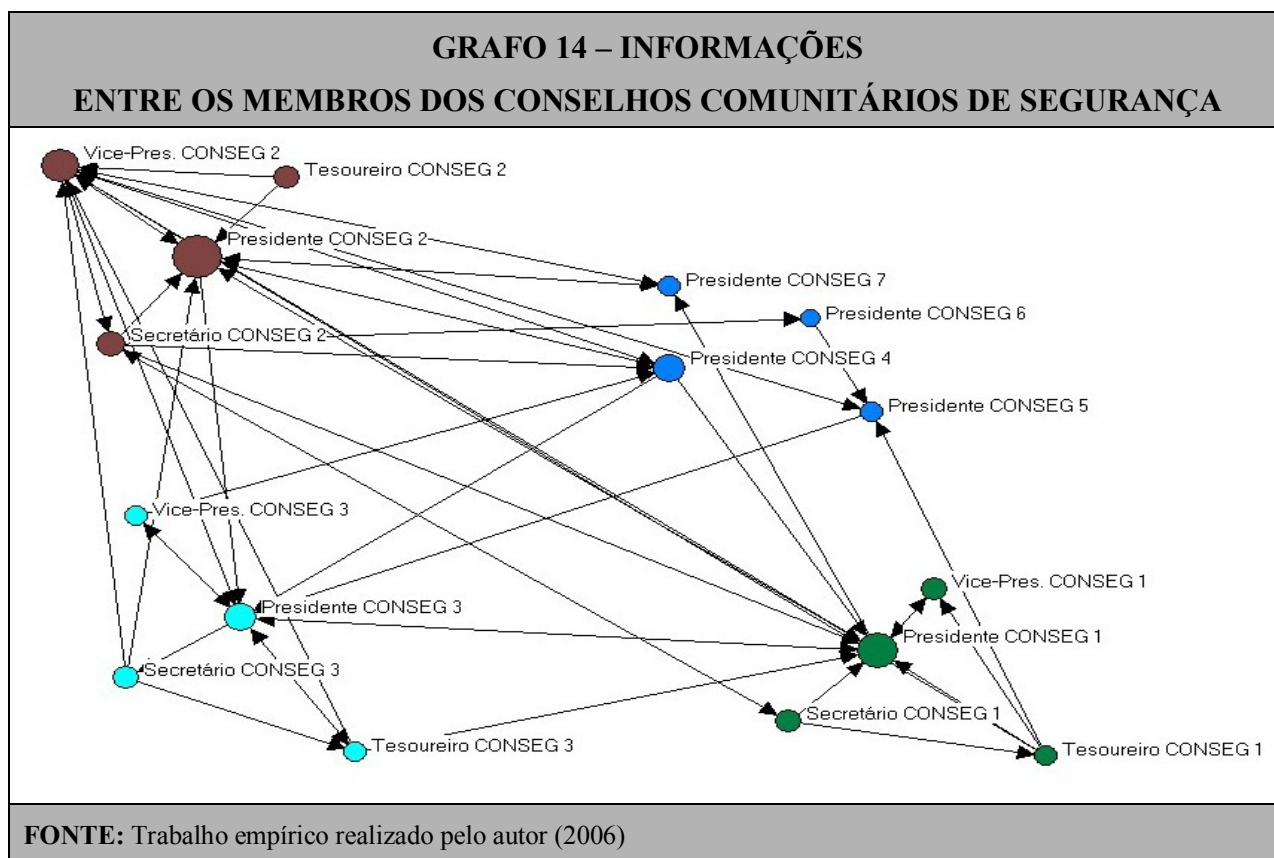 GRAFO 14 – INFORMAÇÕES
ENTRE OS MEMBROS DOS CONSELHOS COMUNITÁRIOS DE SEGURANÇA
Vice-Pres. CONSEG 2
Tesoureiro CONSEG 2
Presidente CONSEG 2
Presidente CONSEG 7
Presidente CONSEG 6
Secretário CONSEG 2
Presidente CONSEG 4
Presidente CONSEG 5
Vice-Pres. CONSEG 3
Vice-Pres. CONSEG 1
Presidente CONSEG 3
Presidente CONSEG 1
Secretário CONSEG 3
Secretário CONSEG 1
Tesoureiro CONSEG 3
Tesoureiro CONSEG 1
FONTE: Trabalho empírico realizado pelo autor (2006)